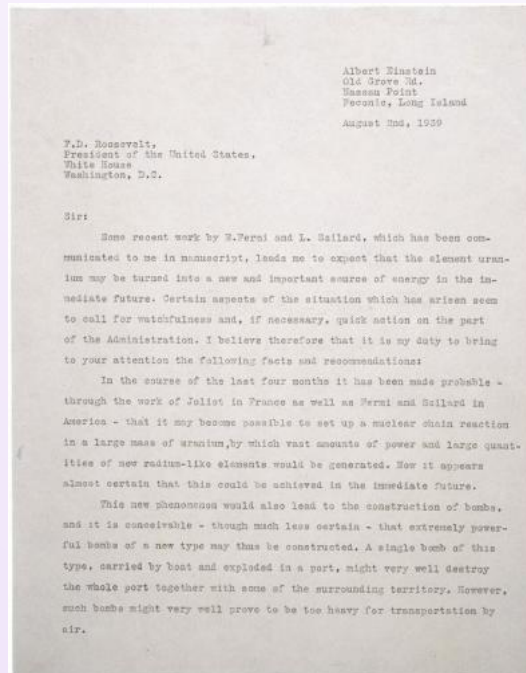 Albert Einstein
Old Grove Rd.
Nassau Point
Peconic, Long Island
August 2nd, 1939
F.D. Roosevelt,
President of the United States,
White House
Washington, D.C.
Sir:
Some recent work by E.Fermi and L. Szilard, which has been com-
municated to me in manuscript, leads me to expect that the element uran-
ium may be turned into a new and important source of energy in the im-
mediate future. Certain aspects of the situation which has arisen seem
to call for watchfulness and, if necessary, quick action on the part
of the Administration. I believe therefore that it is my duty to bring
to your attention the following facts and recommendations:
In the course of the last four months it has been made probable -
through the work of Joliot in France as well as Fermi and Szilard in
America - that it may become possible to set up a nuclear chain reaction
in a large mass of uranium,by which vast amounts of power and large quant-
ities of new radium-like elements would be generated. Now it appears
almost certain that this could be achieved in the immediate future.
This new phenomenon would also lead to the construction of bombs,
and it is conceivable - though much less certain - that extremely power-
ful bombs of a new type may thus be constructed. A single bomb of this
type, carried by boat and exploded in a port, might very well destroy
the whole port together with some of the surrounding territory. However,
such bombs might very well prove to be too heavy for transportation by
air.